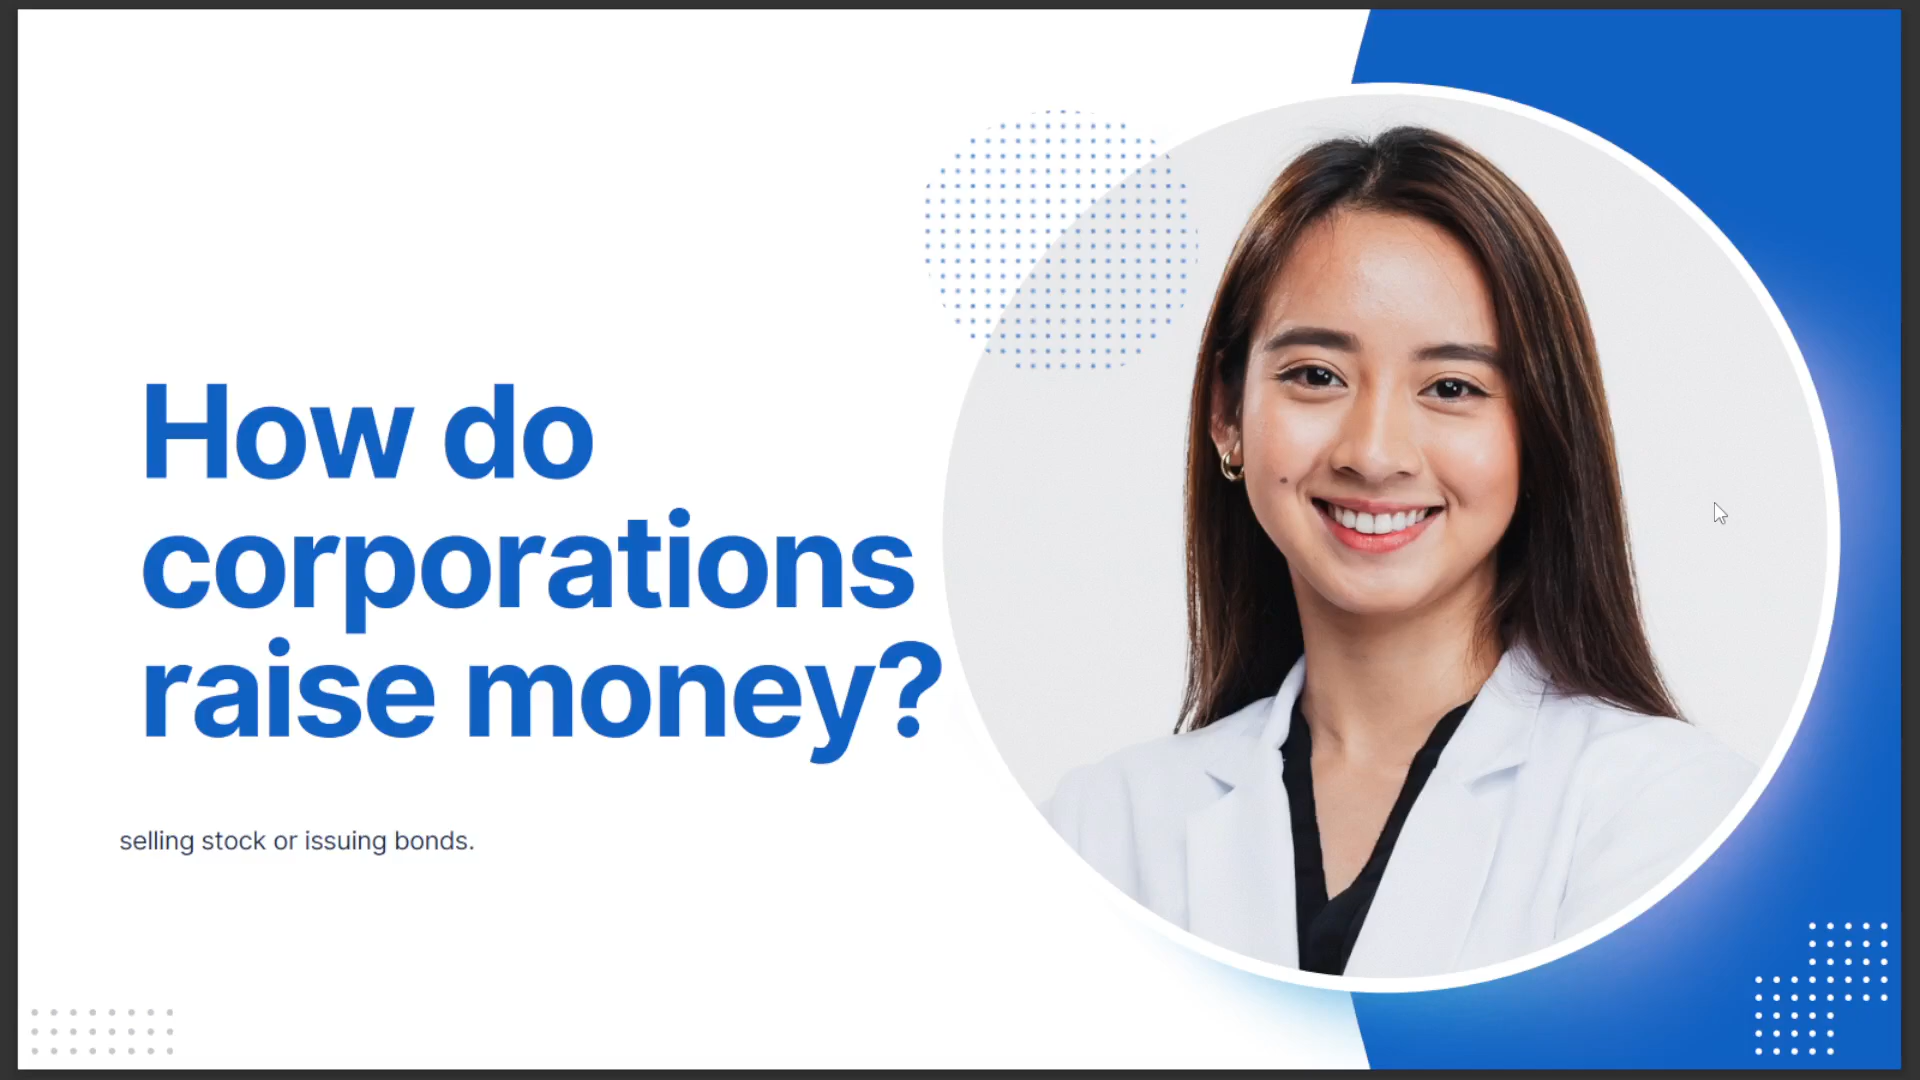 How do
corporations
raise money?
selling stock or issuing bonds.